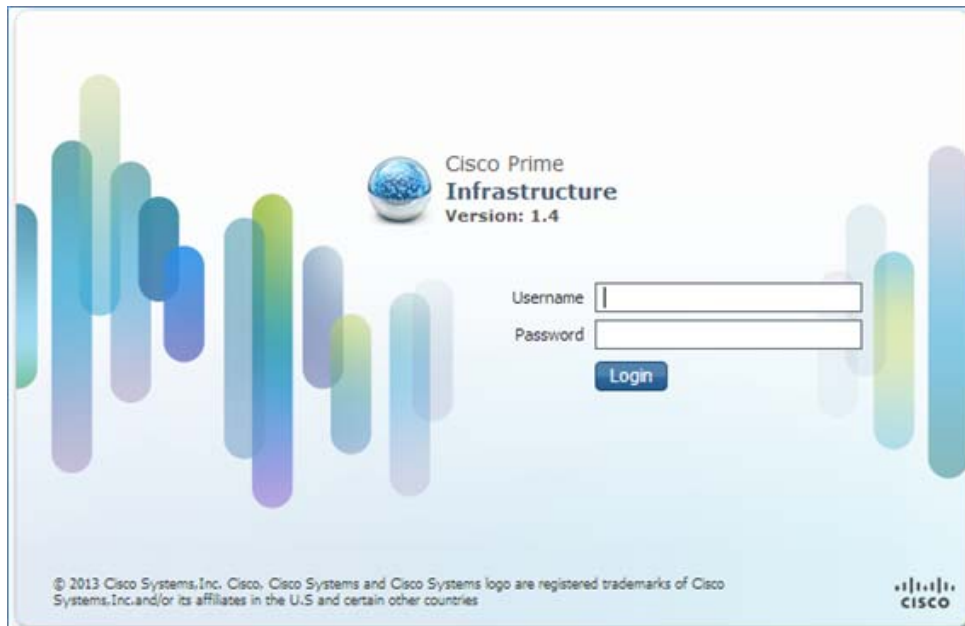 Cisco Prime
Infrastructure
Version: 1.4
Username
Password
Login
© 2013 Cisco Systems,Inc. Cisco, Cisco Systems and Cisco Systems logo are registered trademarks of Cisco
Systems,Inc.and/or its affiliates in the U.S and certain other countries
CISCO